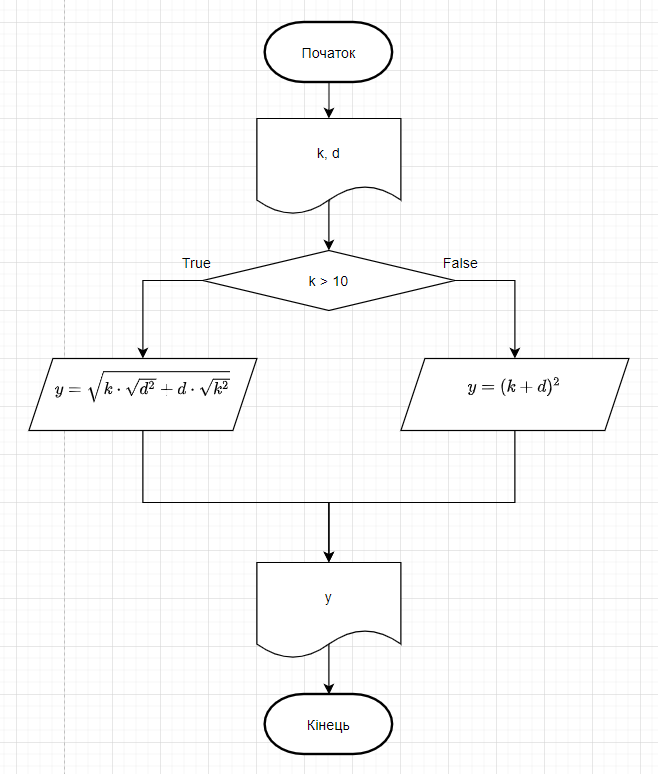 Початок
k, d
True
False
k > 10
y = √(k · √(d²) + d · √(k²))
y = (k + d)²
y
Кінець